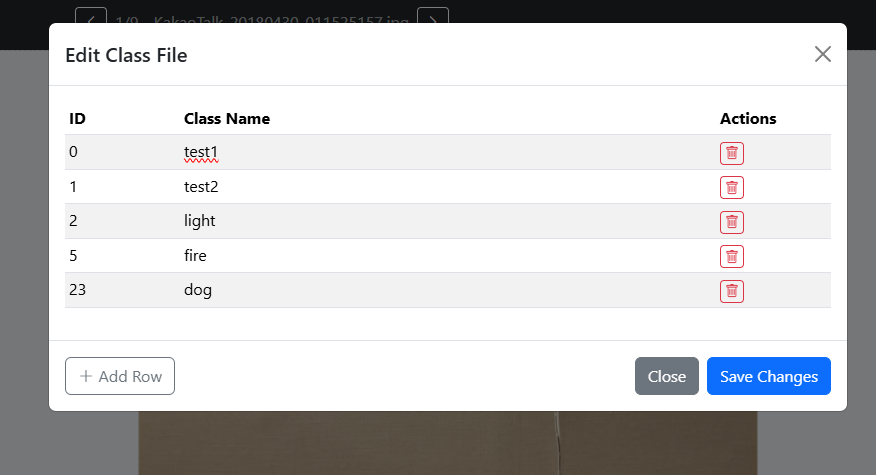 1/9 KakaoTalk_20180430_011525157.jpg
Edit Class File
ID Class Name Actions
0 test1
1 test2
2 light
5 fire
23 dog
+ Add Row Close Save Changes